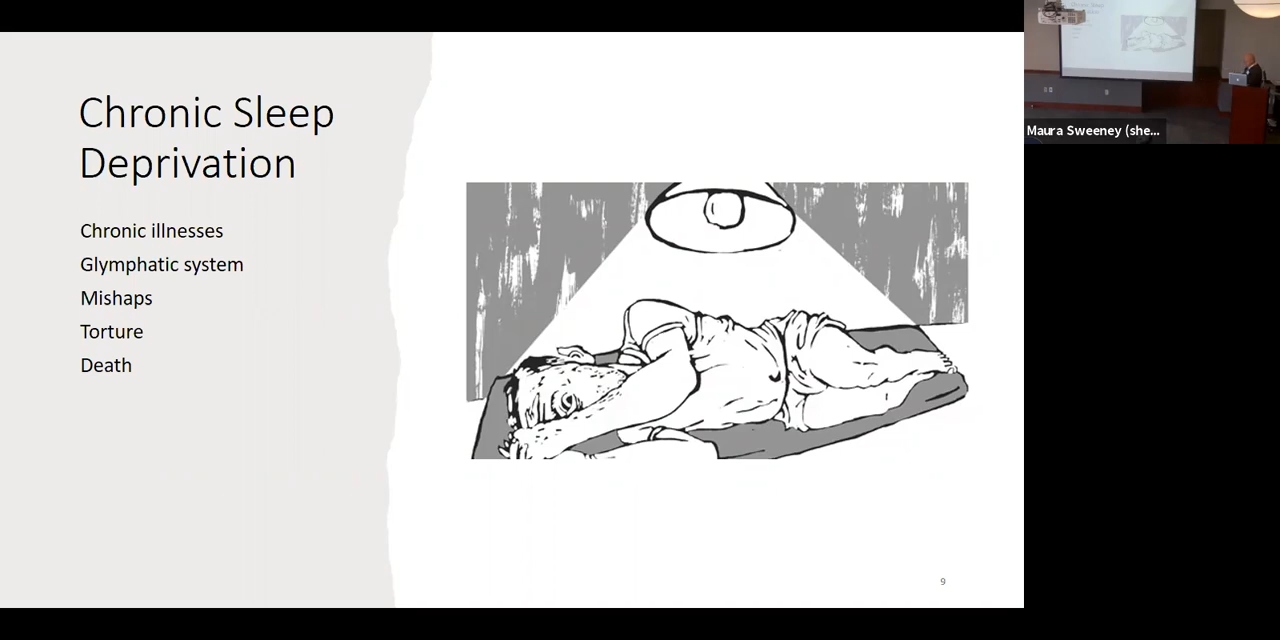 Chronic Sleep
Deprivation
Chronic illnesses
Glymphatic system
Mishaps
Torture
Death
9
Maura Sweeney (she...